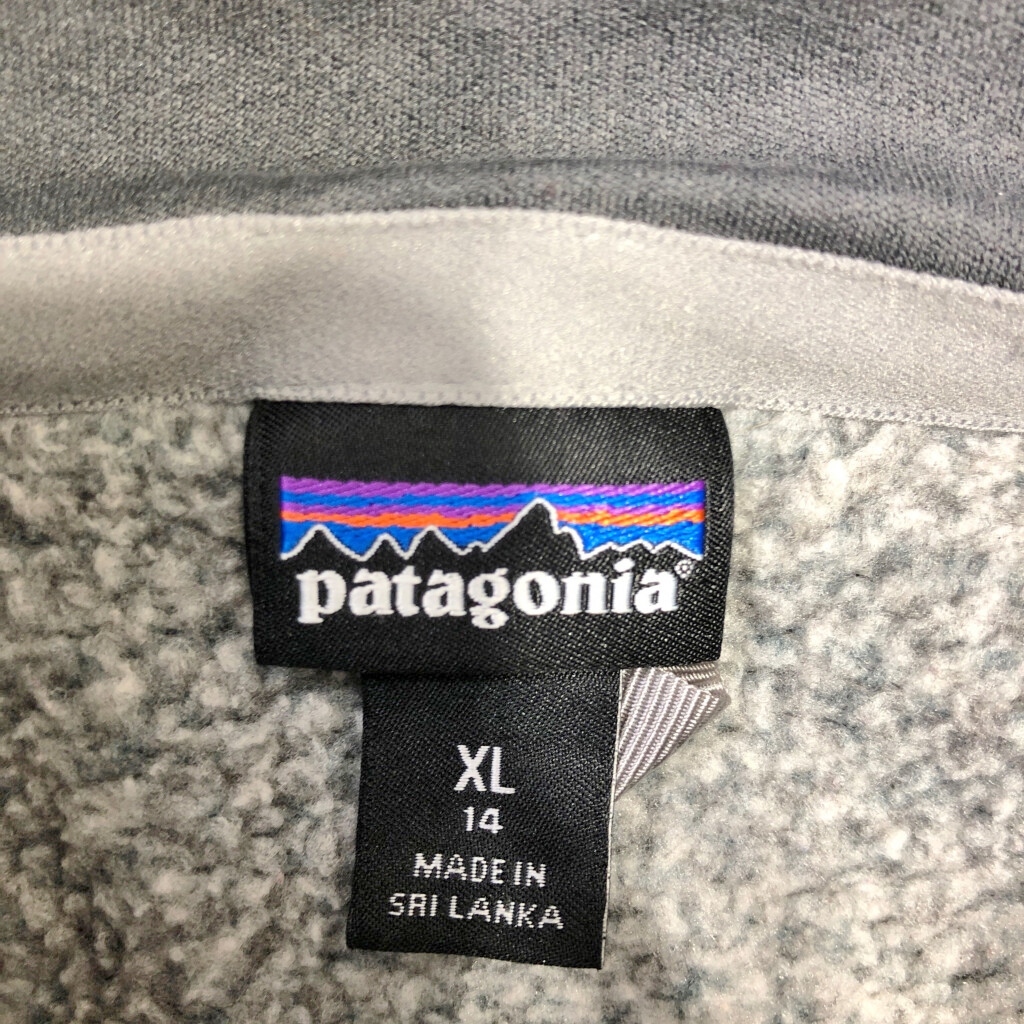 patagonia®
XL
14
MADE IN
SRI LANKA